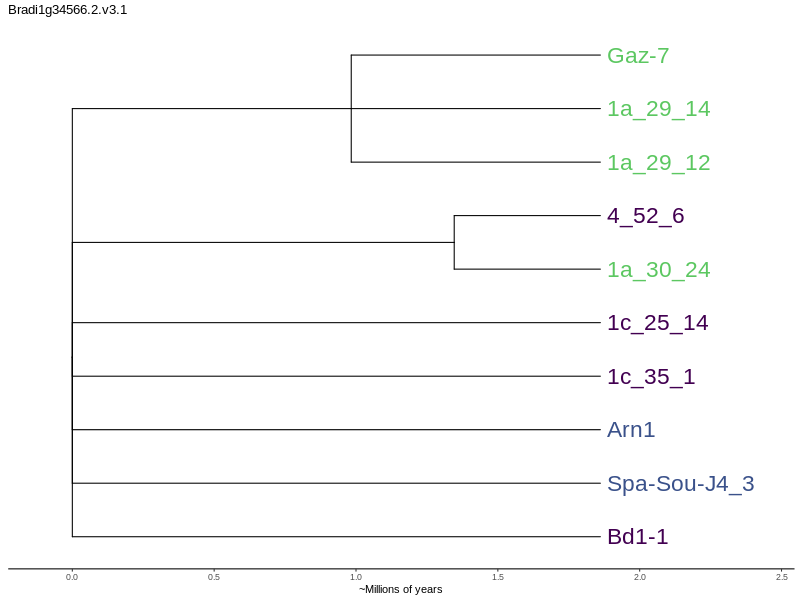 Bradi1g34566.2.v3.1
Gaz-7
1a_29_14
1a_29_12
4_52_6
1a_30_24
1c_25_14
1c_35_1
Arn1
Spa-Sou-J4_3
Bd1-1
0.0 0.5 1.0 1.5 2.0 2.5
~Millions of years